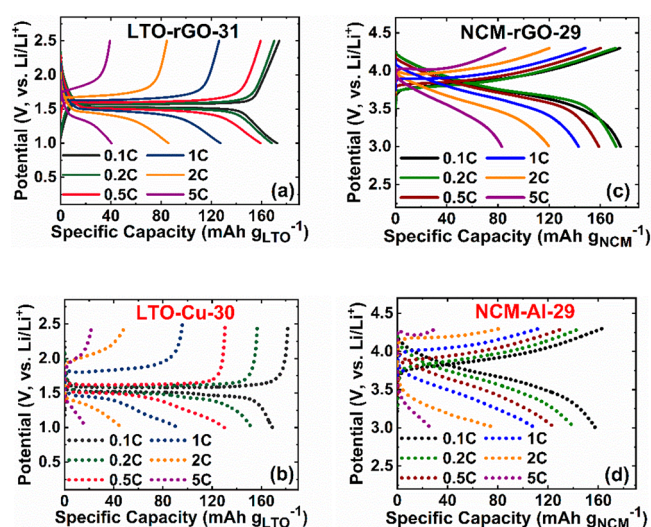 LTO-rGO-31
Potential (V, vs. Li/Li⁺)
2.5
2.0
1.5
1.0
0.1C 1C
0.2C 2C
0.5C 5C
(a)
0 40 80 120 160
Specific Capacity (mAh gLTO⁻¹)
NCM-rGO-29
Potential (V, vs. Li/Li⁺)
4.5
4.0
3.5
3.0
2.5
2.0
0.1C 1C
0.2C 2C
0.5C 5C
(c)
0 40 80 120 160
Specific Capacity (mAh gNCM⁻¹)
LTO-Cu-30
Potential (V, vs. Li/Li⁺)
2.5
2.0
1.5
1.0
0.1C 1C
0.2C 2C
0.5C 5C
(b)
0 40 80 120 160
Specific Capacity (mAh gLTO⁻¹)
NCM-Al-29
Potential (V, vs. Li/Li⁺)
4.5
4.0
3.5
3.0
2.5
2.0
0.1C 1C
0.2C 2C
0.5C 5C
(d)
0 40 80 120 160
Specific Capacity (mAh gNCM⁻¹)